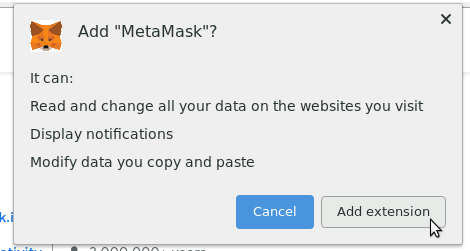 Add "MetaMask"?
It can:
Read and change all your data on the websites you visit
Display notifications
Modify data you copy and paste
Cancel
Add extension